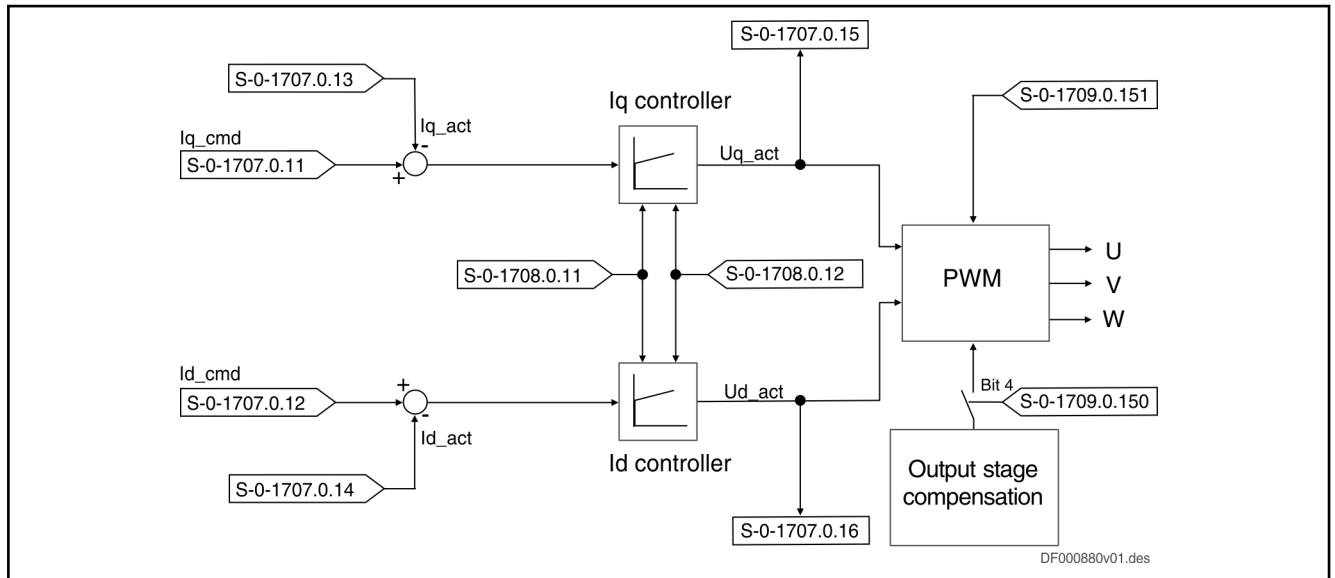 S-0-1707.0.15
S-0-1707.0.13
S-0-1709.0.151
Iq controller
Iq_act
-
Iq_cmd
S-0-1707.0.11
+
Uq_act
S-0-1708.0.11
S-0-1708.0.12
PWM
U
V
W
Id_cmd
S-0-1707.0.12
+
-
Id_act
Ud_act
Bit 4
S-0-1709.0.150
Id controller
S-0-1707.0.14
Output stage
compensation
S-0-1707.0.16
DF000880v01.des